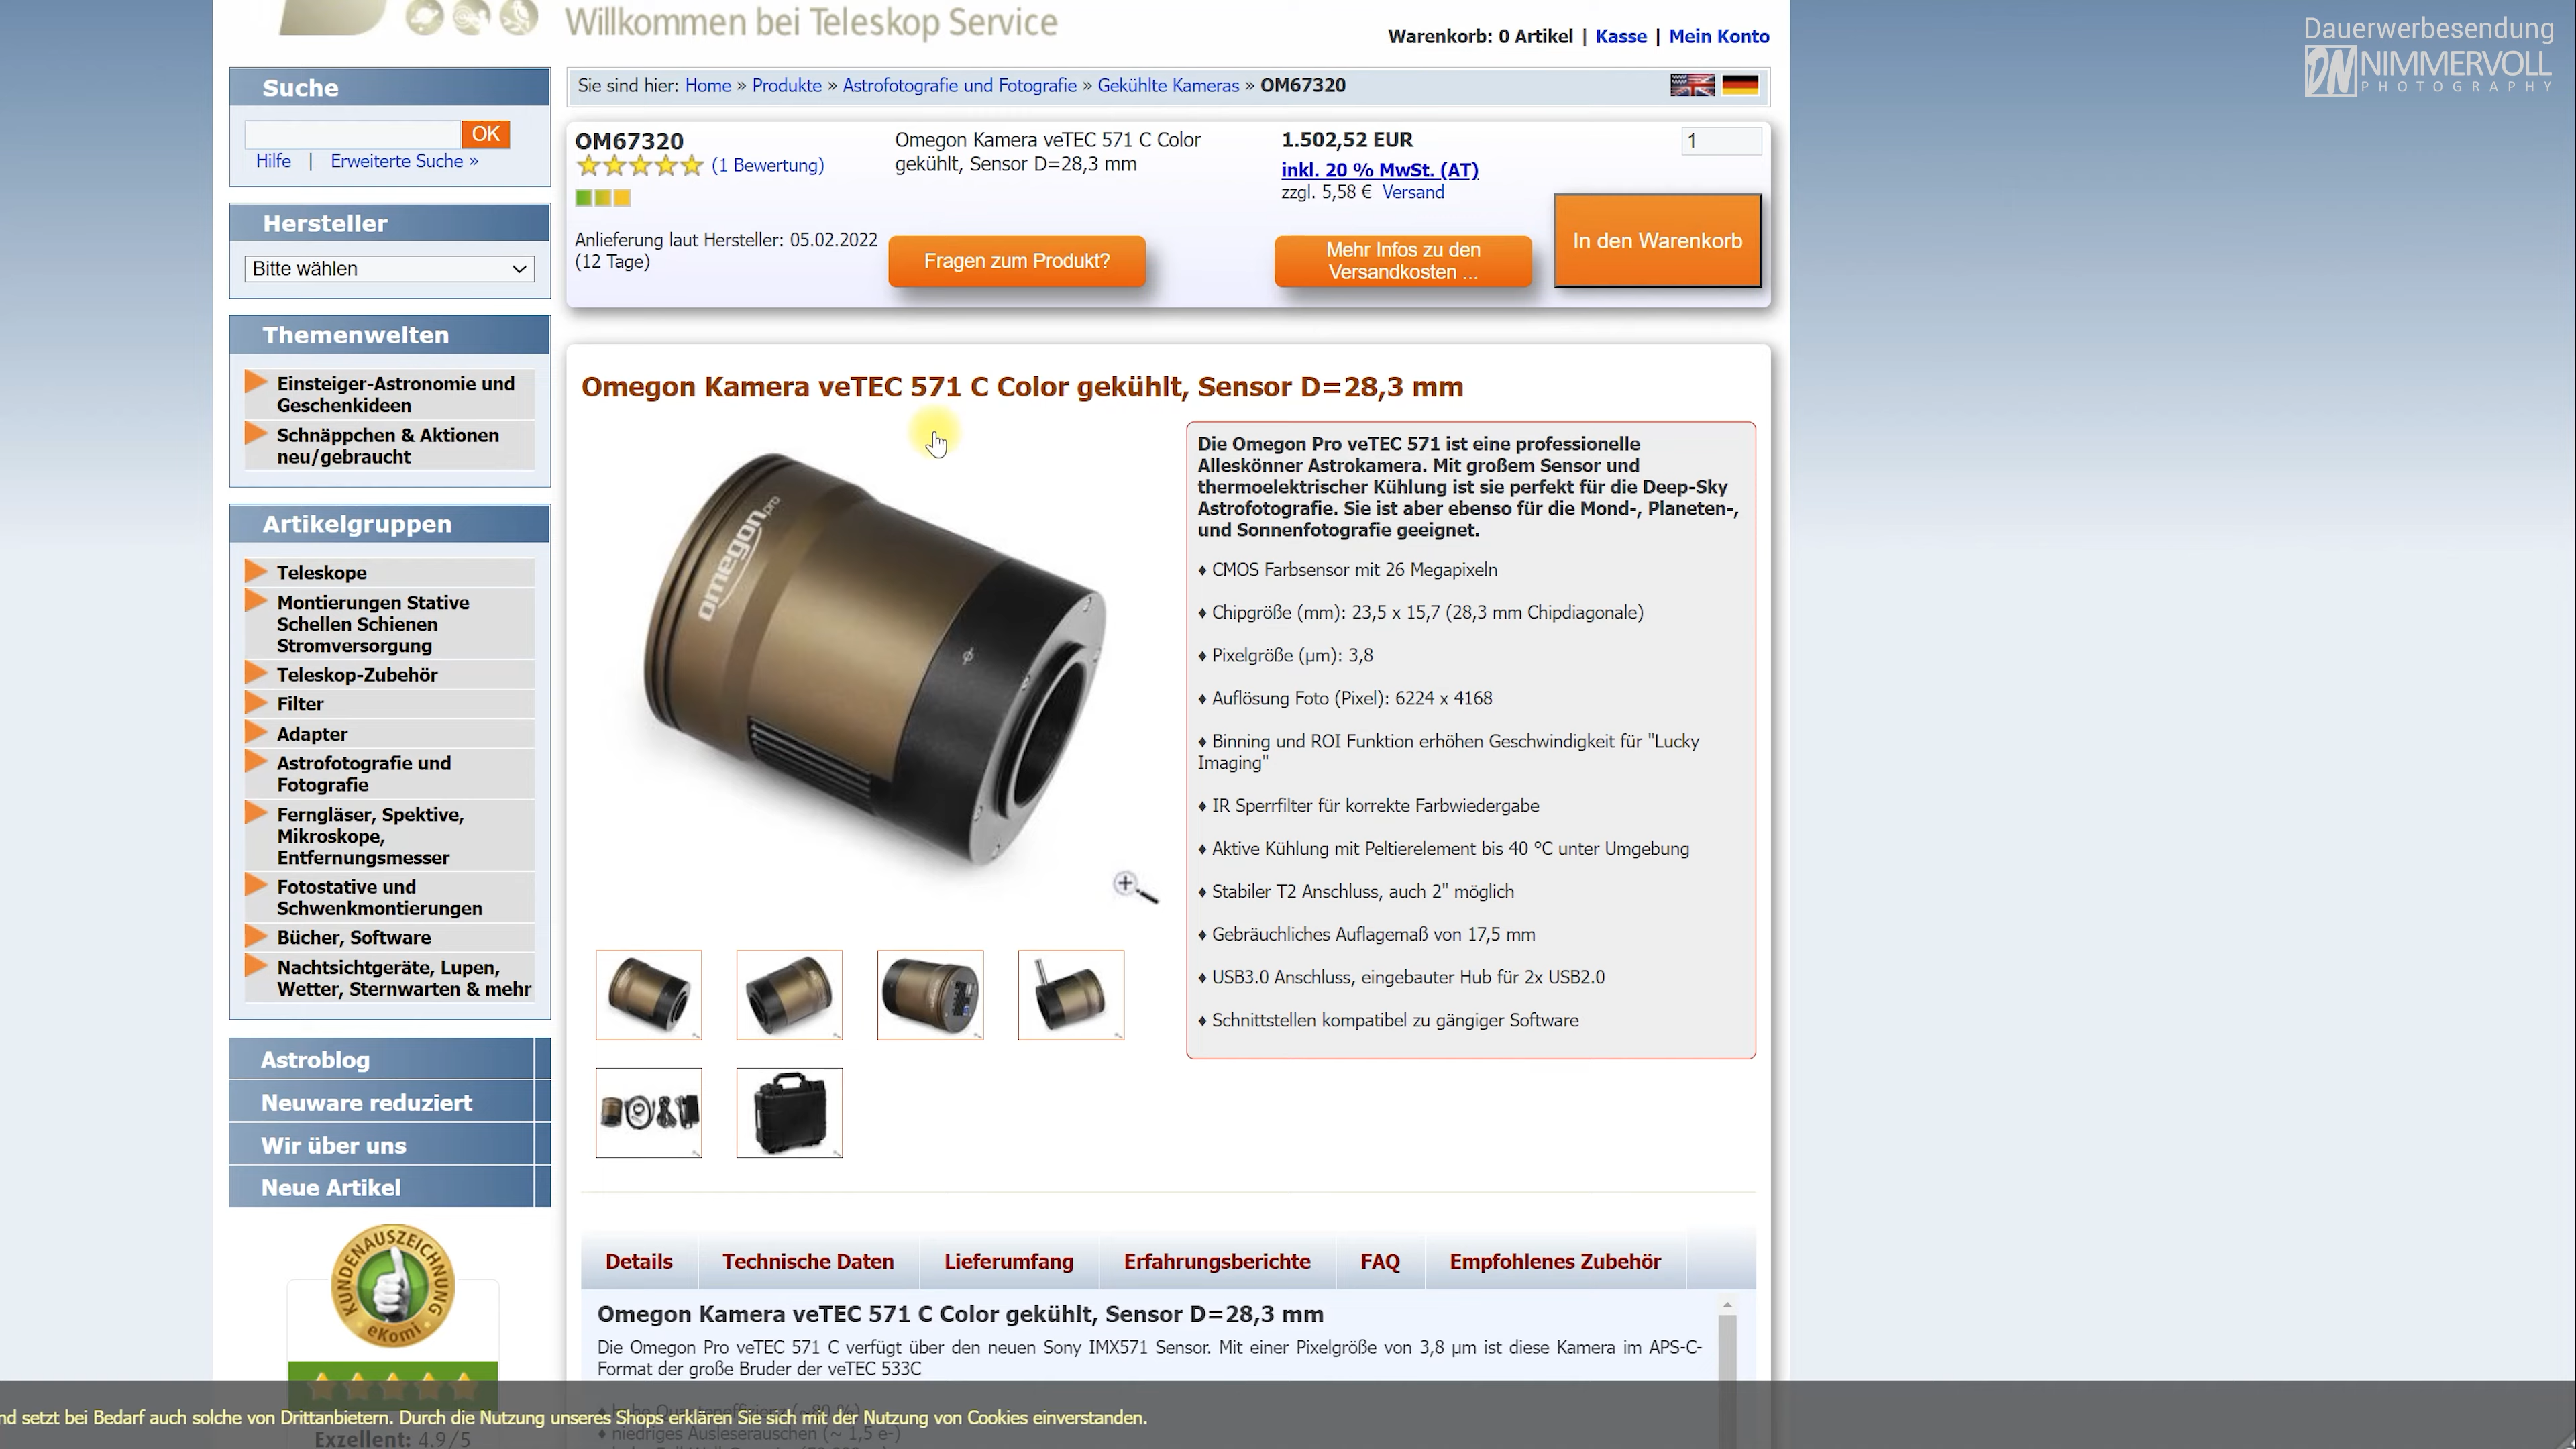 Willkommen bei Teleskop Service
Dauerwerbesendung
DN NIMMERVOLL
PHOTOGRAPHY
Warenkorb: 0 Artikel | Kasse | Mein Konto
Suche
OK
Hilfe | Erweiterte Suche »
Hersteller
Bitte wählen
Themenwelten
Einsteiger-Astronomie und
Geschenkideen
Schnäppchen & Aktionen
neu/gebraucht
Artikelgruppen
Teleskope
Montierungen Stative
Schellen Schienen
Stromversorgung
Teleskop-Zubehör
Filter
Adapter
Astrofotografie und
Fotografie
Ferngläser, Spektive,
Mikroskope,
Entfernungsmesser
Fotostative und
Schwenkmontierungen
Bücher, Software
Nachtsichtgeräte, Lupen,
Wetter, Sternwarten & mehr
Astroblog
Neuware reduziert
Wir über uns
Neue Artikel
KUNDENAUSZEICHNUNG
eKomi
Exzellent: 4.9/5
Sie sind hier: Home » Produkte » Astrofotografie und Fotografie » Gekühlte Kameras » OM67320
OM67320
(1 Bewertung)
Anlieferung laut Hersteller: 05.02.2022
(12 Tage)
Omegon Kamera veTEC 571 C Color
gekühlt, Sensor D=28,3 mm
Fragen zum Produkt?
1.502,52 EUR
inkl. 20 % MwSt. (AT)
zzgl. 5,58 € Versand
Mehr Infos zu den
Versandkosten ...
1
In den Warenkorb
Omegon Kamera veTEC 571 C Color gekühlt, Sensor D=28,3 mm
omegon pro
Die Omegon Pro veTEC 571 ist eine professionelle
Alleskönner Astrokamera. Mit großem Sensor und
thermoelektrischer Kühlung ist sie perfekt für die Deep-Sky
Astrofotografie. Sie ist aber ebenso für die Mond-, Planeten-,
und Sonnenfotografie geeignet.
♦ CMOS Farbsensor mit 26 Megapixeln
♦ Chipgröße (mm): 23,5 x 15,7 (28,3 mm Chipdiagonale)
♦ Pixelgröße (µm): 3,8
♦ Auflösung Foto (Pixel): 6224 x 4168
♦ Binning und ROI Funktion erhöhen Geschwindigkeit für "Lucky
Imaging"
♦ IR Sperrfilter für korrekte Farbwiedergabe
♦ Aktive Kühlung mit Peltierelement bis 40 °C unter Umgebung
♦ Stabiler T2 Anschluss, auch 2" möglich
♦ Gebräuchliches Auflagemaß von 17,5 mm
♦ USB3.0 Anschluss, eingebauter Hub für 2x USB2.0
♦ Schnittstellen kompatibel zu gängiger Software
Details Technische Daten Lieferumfang Erfahrungsberichte FAQ Empfohlenes Zubehör
Omegon Kamera veTEC 571 C Color gekühlt, Sensor D=28,3 mm
Die Omegon Pro veTEC 571 C verfügt über den neuen Sony IMX571 Sensor. Mit einer Pixelgröße von 3,8 µm ist diese Kamera im APS-C-
Format der große Bruder der veTEC 533C
♦ hohe Quanteneffizienz (~80 %)
nd setzt bei Bedarf auch solche von Drittanbietern. Durch die Nutzung unseres Shops erklären Sie sich mit der Nutzung von Cookies einverstanden.
♦ niedriges Ausleserauschen (~ 1,5 e-)